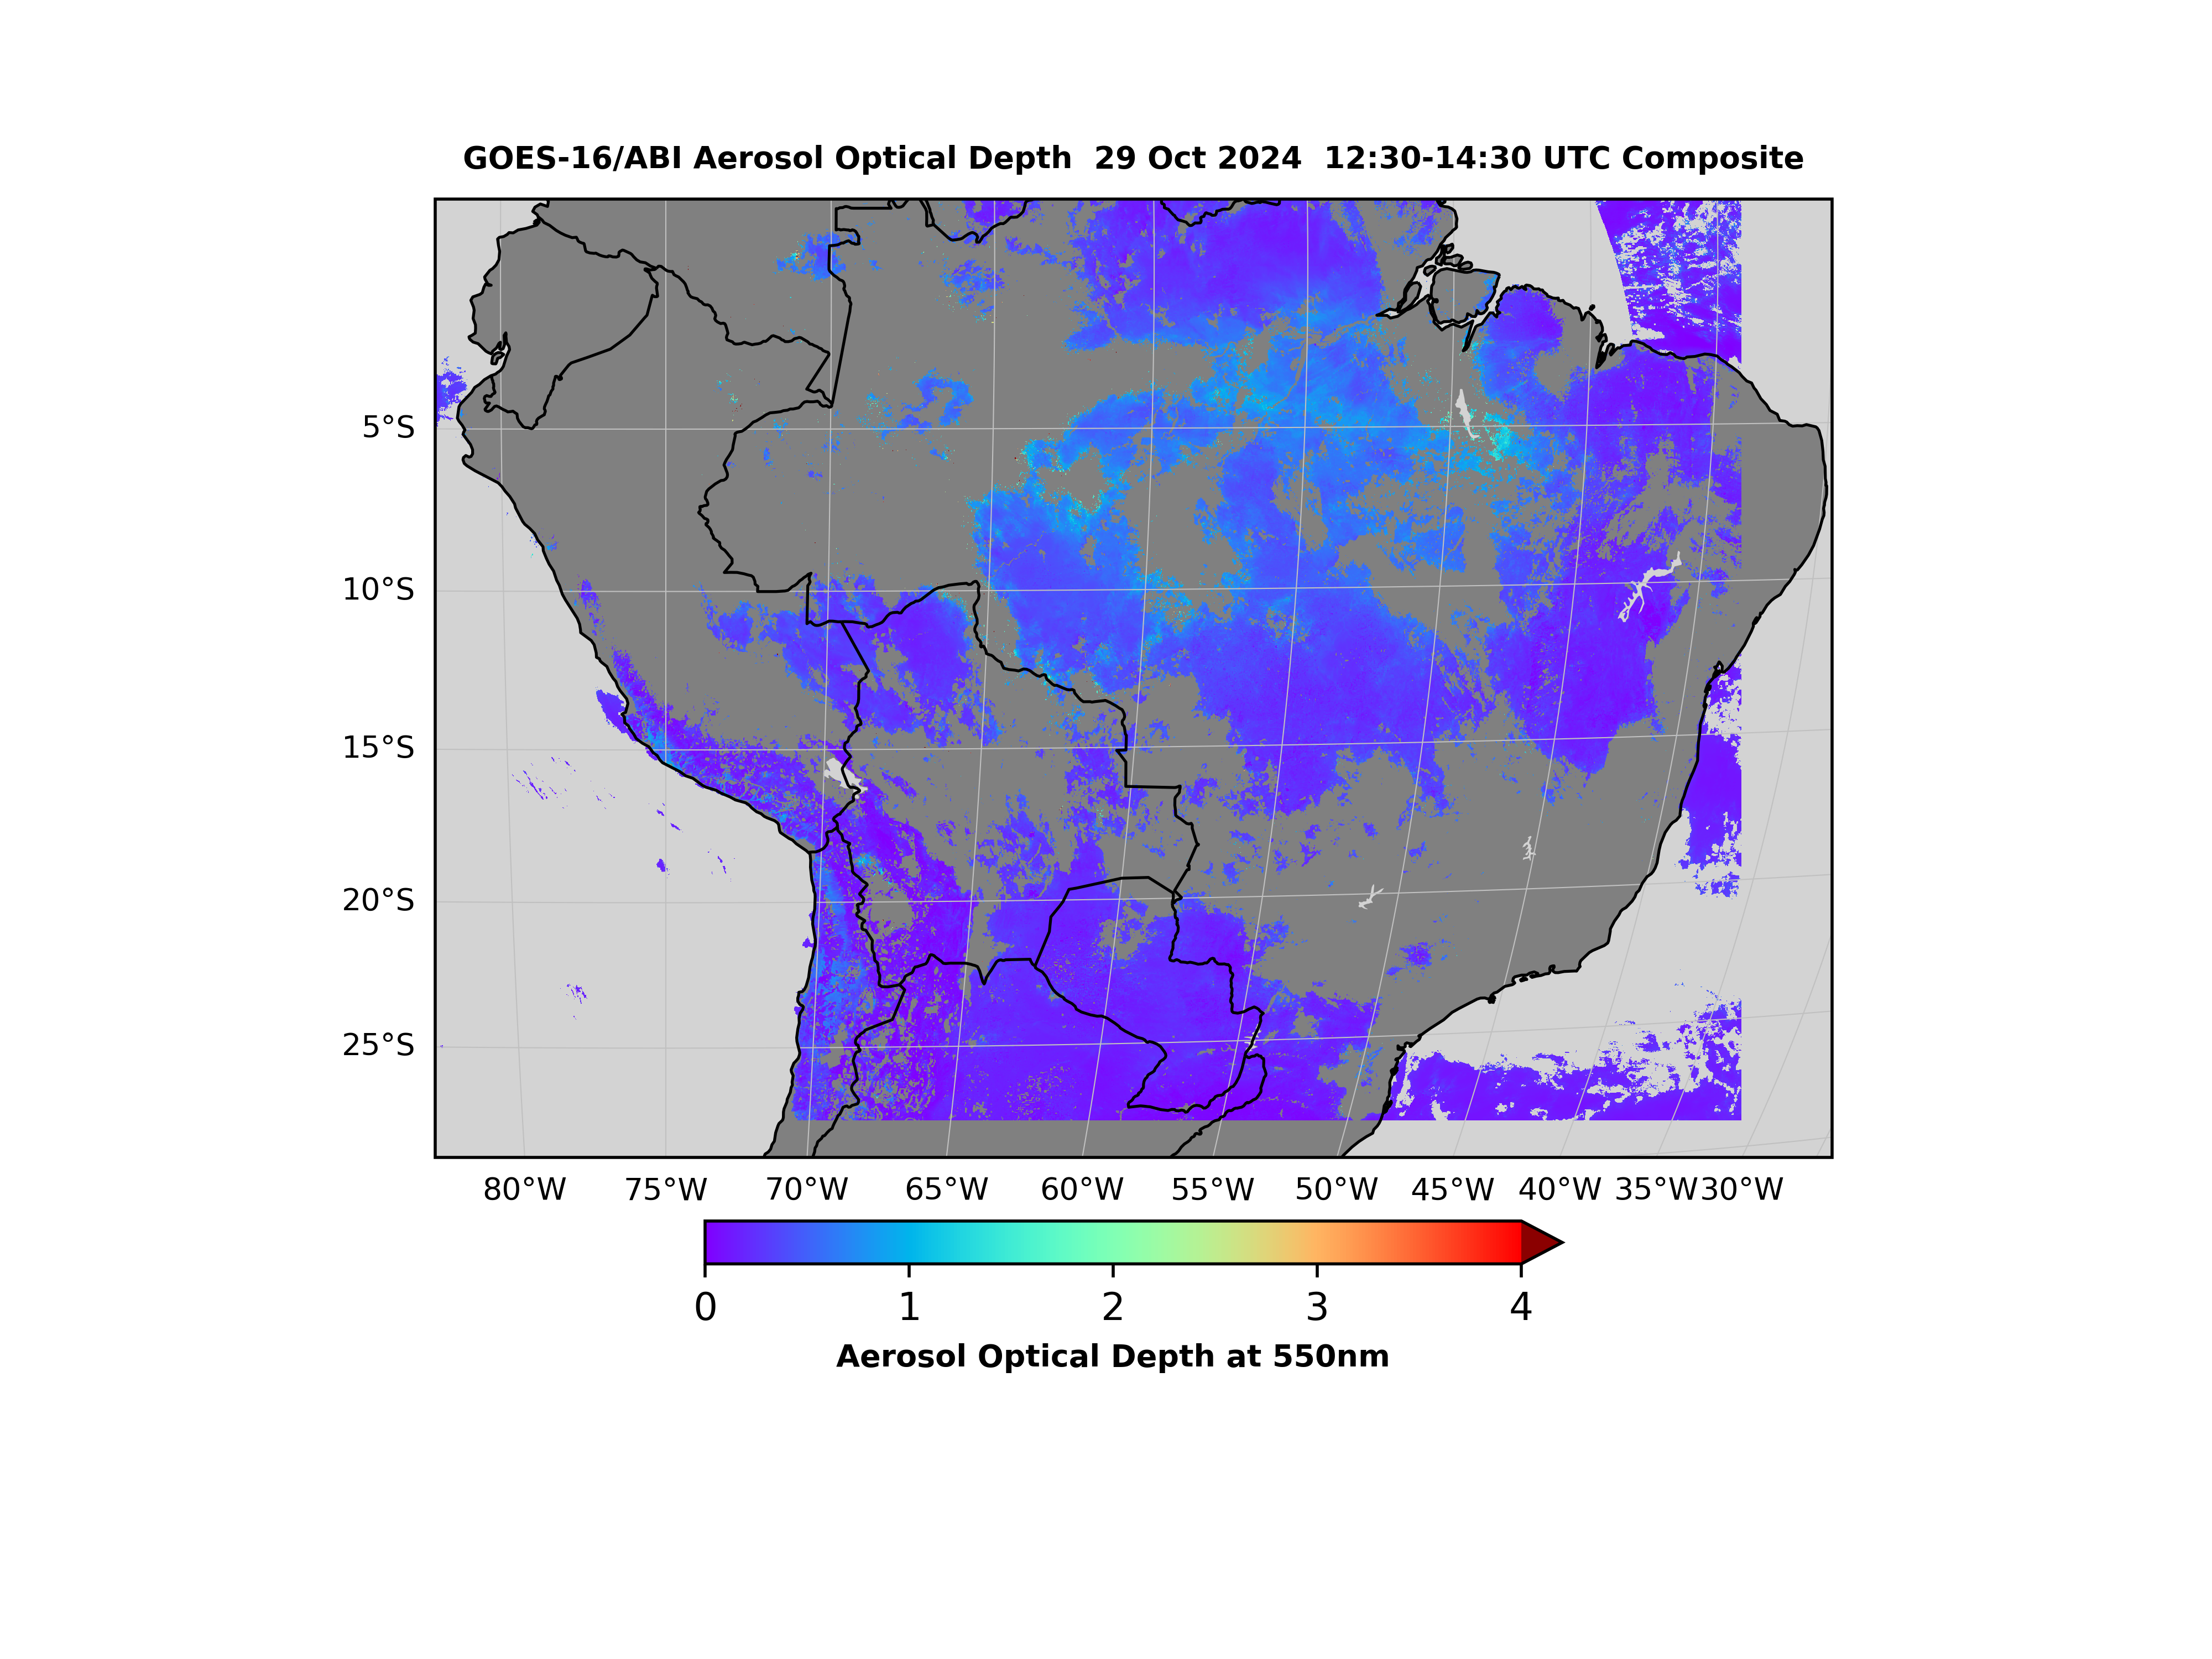 GOES-16/ABI Aerosol Optical Depth  29 Oct 2024  12:30-14:30 UTC Composite
5°S
10°S
15°S
20°S
25°S
80°W 75°W 70°W 65°W 60°W 55°W 50°W 45°W 40°W 35°W 30°W
0 1 2 3 4
Aerosol Optical Depth at 550nm